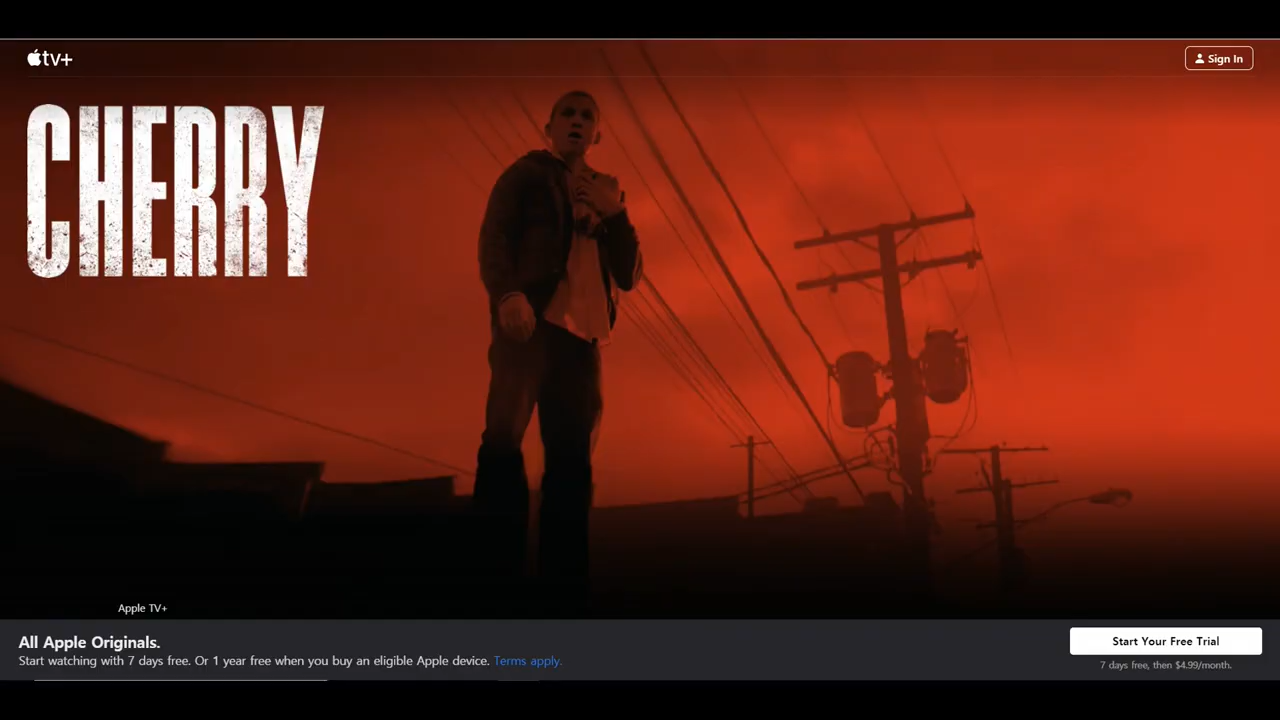 tv+
Sign In
CHERRY
Apple TV+
All Apple Originals.
Start watching with 7 days free. Or 1 year free when you buy an eligible Apple device. Terms apply.
Start Your Free Trial
7 days free, then $4.99/month.